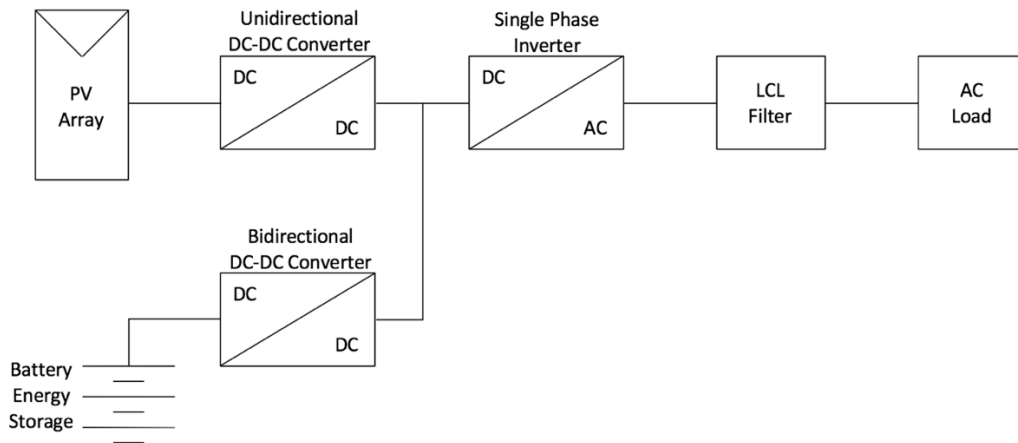 Unidirectional
DC-DC Converter
Single Phase
Inverter
PV
Array
DC
DC
DC
AC
LCL
Filter
AC
Load
Bidirectional
DC-DC Converter
DC
DC
Battery
Energy
Storage